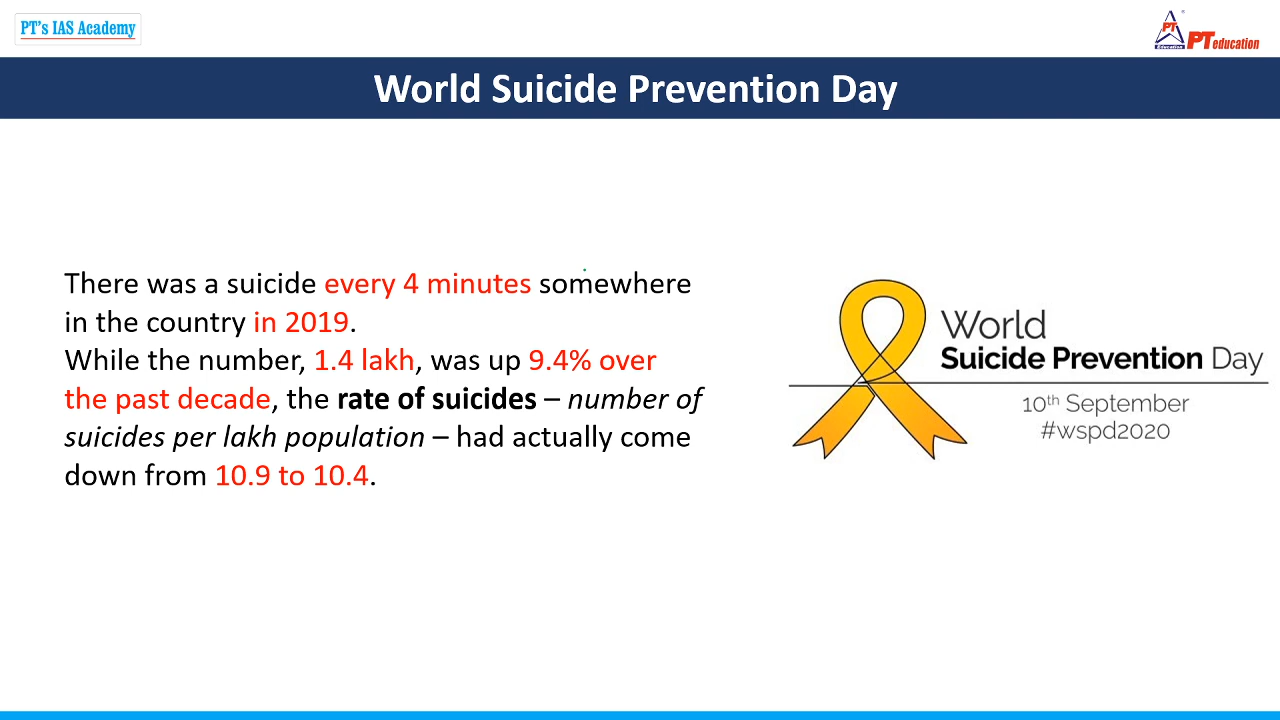 PT's IAS Academy
PT
Education
PT education
World Suicide Prevention Day
There was a suicide every 4 minutes somewhere
in the country in 2019.
While the number, 1.4 lakh, was up 9.4% over
the past decade, the rate of suicides – number of
suicides per lakh population – had actually come
down from 10.9 to 10.4.
World
Suicide Prevention Day
10th September
#wspd2020